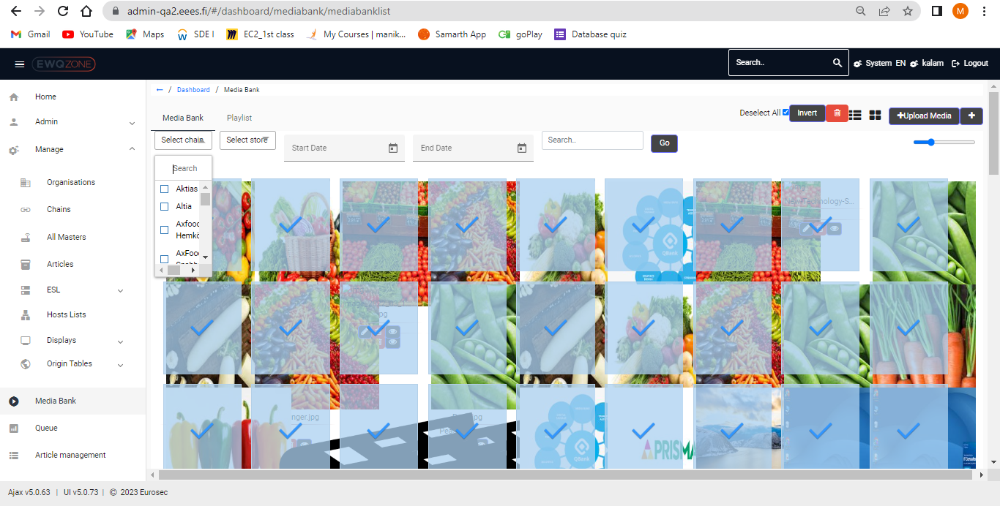 admin-qa2.eees.fi/#/dashboard/mediabank/mediabanklist
M
Gmail YouTube Maps SDE I EC2_1st class My Courses | manik... Samarth App goPlay Database quiz
EWQZONE Search.. System EN kalam Logout
← / Dashboard / Media Bank
Home
Admin
Manage
Organisations
Chains
All Masters
Articles
ESL
Hosts Lists
Displays
Origin Tables
Media Bank
Queue
Article management
Media Bank Playlist
Deselect All Invert +Upload Media +
Select chain Select store Start Date End Date Search.. Go
Search
Aktias
Altia
Axfood
Hemkö
AxFoo
New-Technology-S...
QBank
nger.jpg
QBank
PRISMA
Ajax v5.0.63 | UI v5.0.73 | © 2023 Eurosec